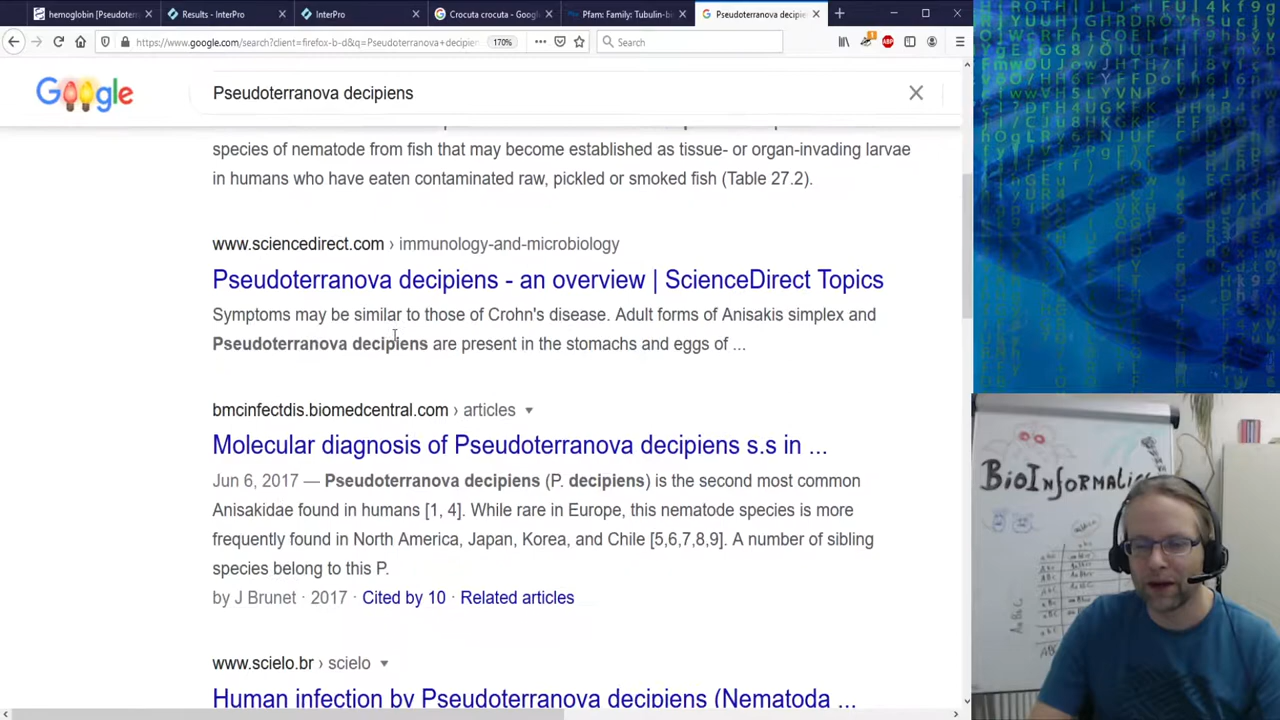 hemoglobin [Pseudoterranov
Results - InterPro
InterPro
Crocuta crocuta - Googl
Pfam: Family: Tubulin-bi
Pseudoterranova decipien
https://www.google.com/search?client=firefox-b-d&q=Pseudoterranova+decipien
170%
Search
Google
Pseudoterranova decipiens
species of nematode from fish that may become established as tissue- or organ-invading larvae
in humans who have eaten contaminated raw, pickled or smoked fish (Table 27.2).
www.sciencedirect.com › immunology-and-microbiology
Pseudoterranova decipiens - an overview | ScienceDirect Topics
Symptoms may be similar to those of Crohn's disease. Adult forms of Anisakis simplex and
Pseudoterranova decipiens are present in the stomachs and eggs of ...
bmcinfectdis.biomedcentral.com › articles
Molecular diagnosis of Pseudoterranova decipiens s.s in ...
Jun 6, 2017 — Pseudoterranova decipiens (P. decipiens) is the second most common
Anisakidae found in humans [1, 4]. While rare in Europe, this nematode species is more
frequently found in North America, Japan, Korea, and Chile [5,6,7,8,9]. A number of sibling
species belong to this P.
by J Brunet · 2017 · Cited by 10 · Related articles
www.scielo.br › scielo
Human infection by Pseudoterranova decipiens (Nematoda ...
BioInformatic